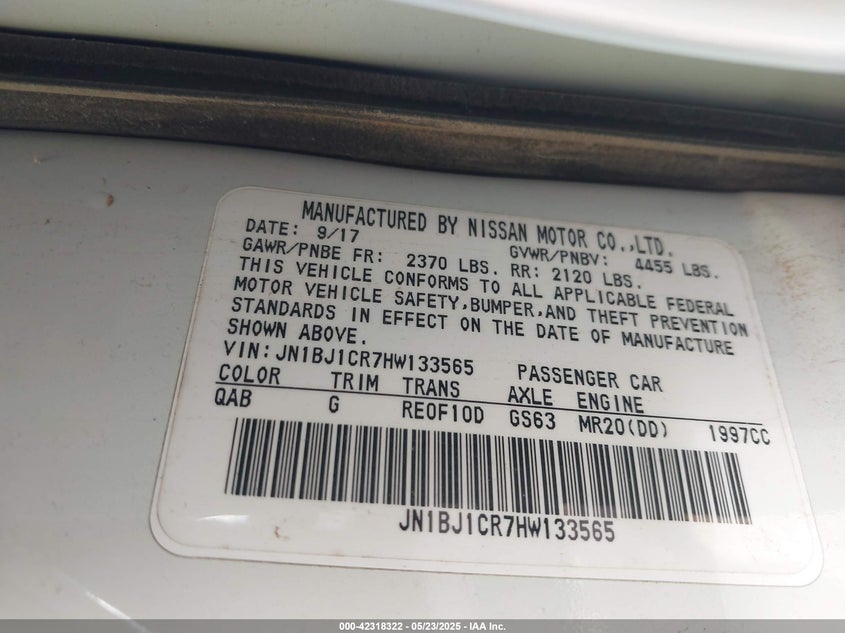 MANUFACTURED BY NISSAN MOTOR CO.,LTD.
DATE: 9/17 GVWR/PNBV: 4455 LBS.
GAWR/PNBE FR: 2370 LBS. RR: 2120 LBS.
THIS VEHICLE CONFORMS TO ALL APPLICABLE FEDERAL
MOTOR VEHICLE SAFETY,BUMPER,AND THEFT PREVENTION
STANDARDS IN EFFECT ON THE DATE OF MANUFACTURE
SHOWN ABOVE.
VIN:JN1BJ1CR7HW133565 PASSENGER CAR
COLOR TRIM TRANS AXLE ENGINE
QAB G RE0F10D GS63 MR20(DD) 1997CC
JN1BJ1CR7HW133565
000-42318322 - 05/23/2025 - IAA Inc.